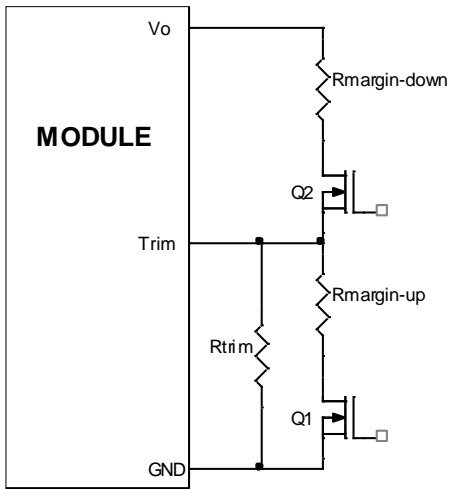 Vo
Rmargin-down
MODULE
Q2
Trim
Rmargin-up
Rtrim
Q1
GND